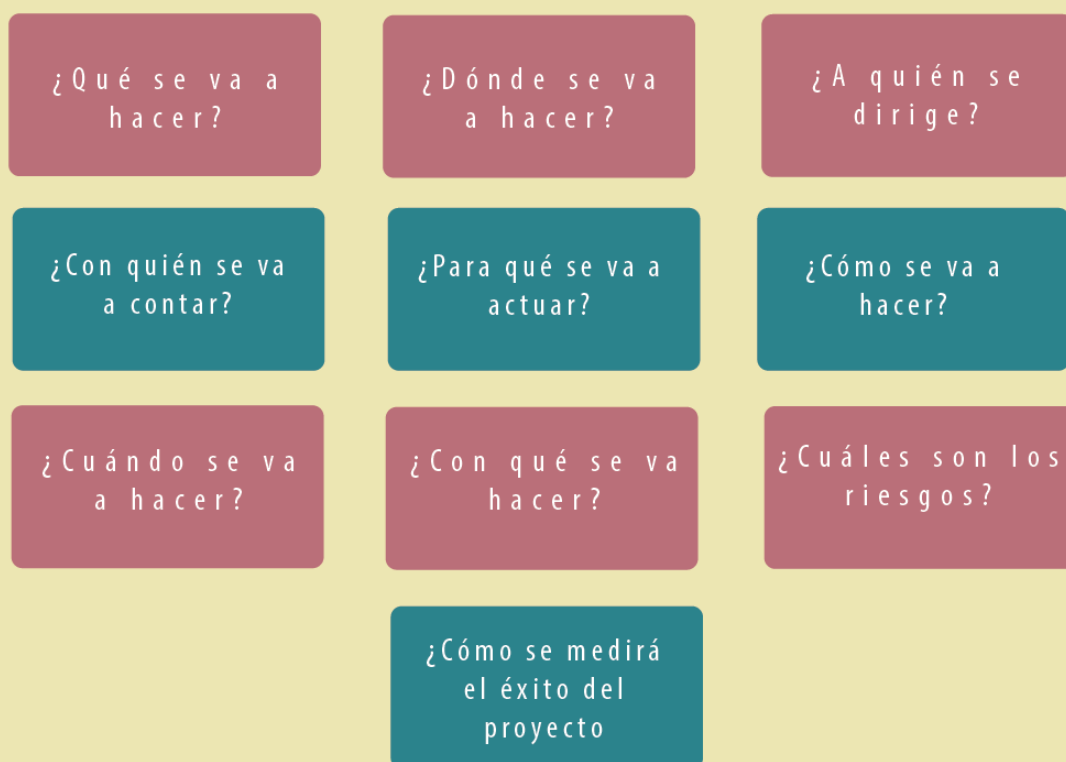 ¿Qué se va a
hacer?
¿Dónde se va
a hacer?
¿A quién se
dirige?
¿Con quién se va
a contar?
¿Para qué se va a
actuar?
¿Cómo se va a
hacer?
¿Cuándo se va
a hacer?
¿Con qué se va
hacer?
¿Cuáles son los
riesgos?
¿Cómo se medirá
el éxito del
proyecto